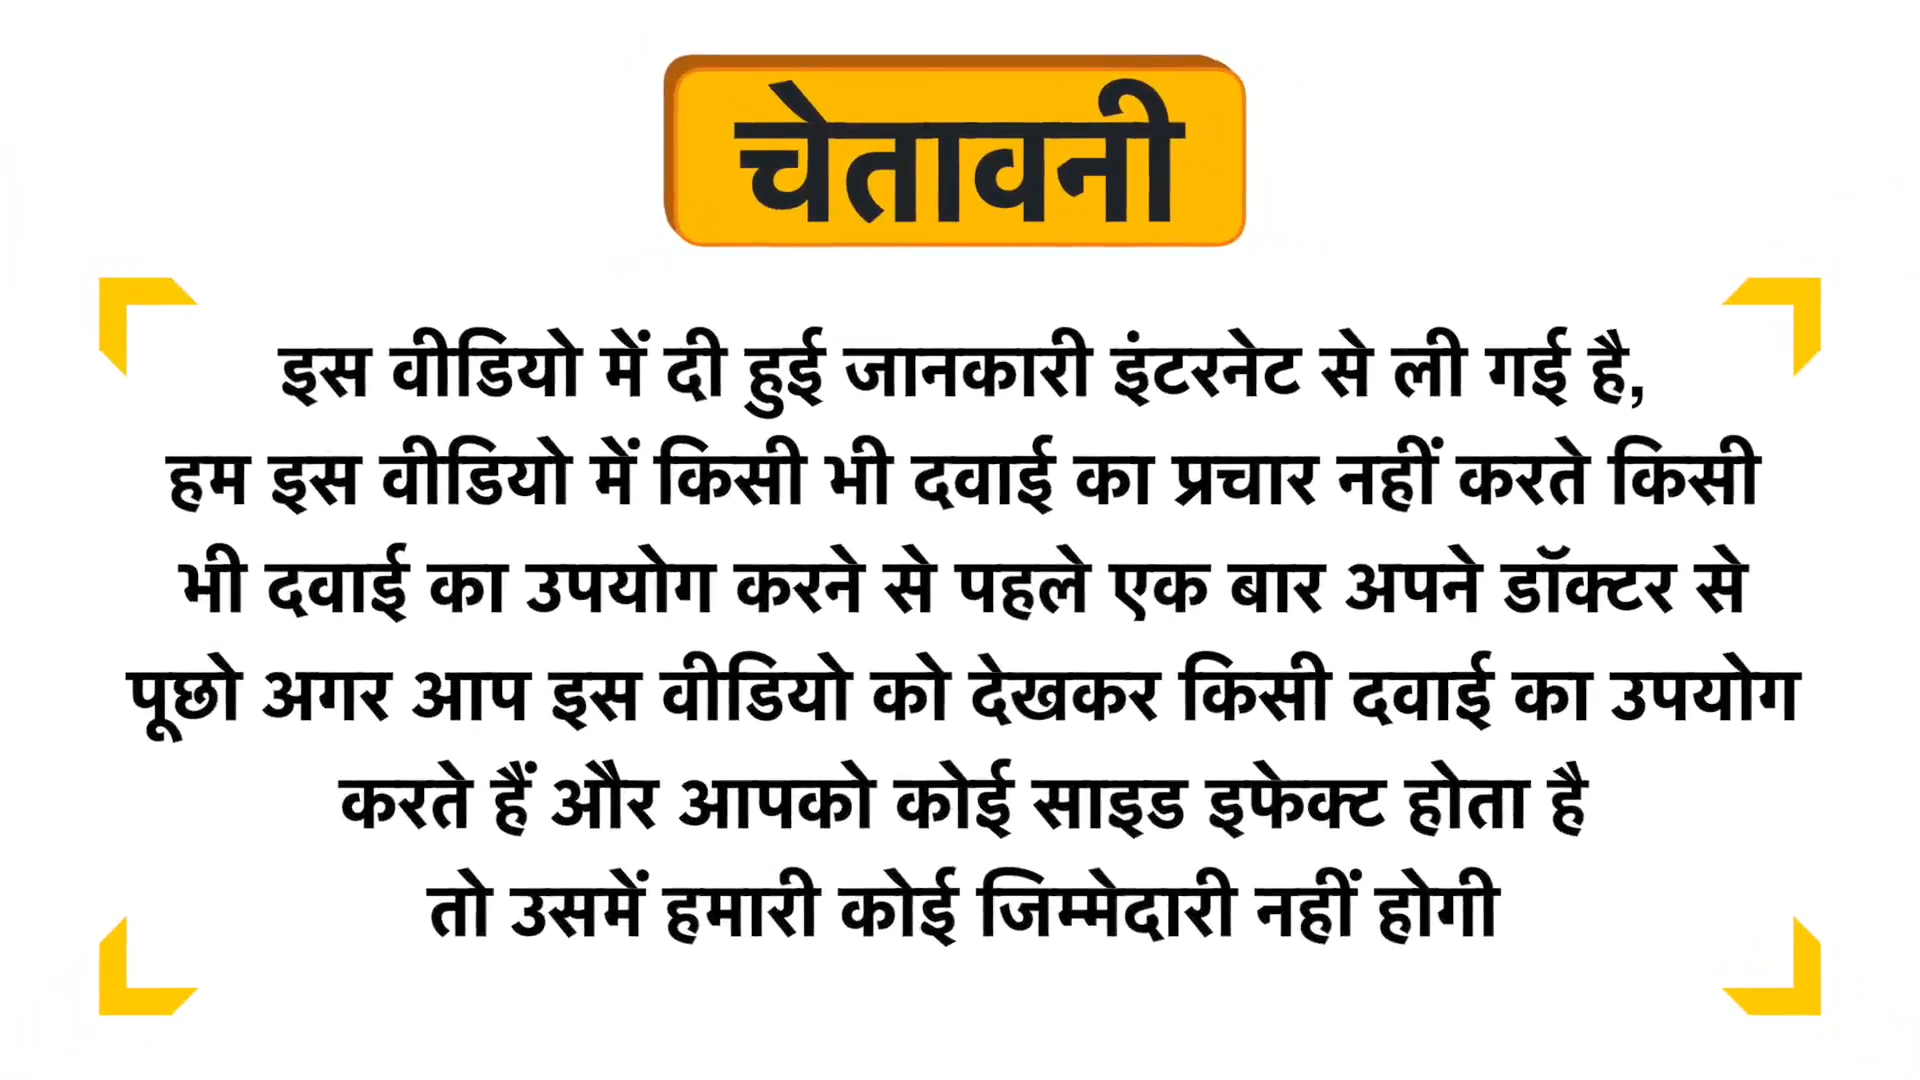 चेतावनी
इस वीडियो में दी हुई जानकारी इंटरनेट से ली गई है,
हम इस वीडियो में किसी भी दवाई का प्रचार नहीं करते किसी
भी दवाई का उपयोग करने से पहले एक बार अपने डॉक्टर से
पूछो अगर आप इस वीडियो को देखकर किसी दवाई का उपयोग
करते हैं और आपको कोई साइड इफेक्ट होता है
तो उसमें हमारी कोई जिम्मेदारी नहीं होगी